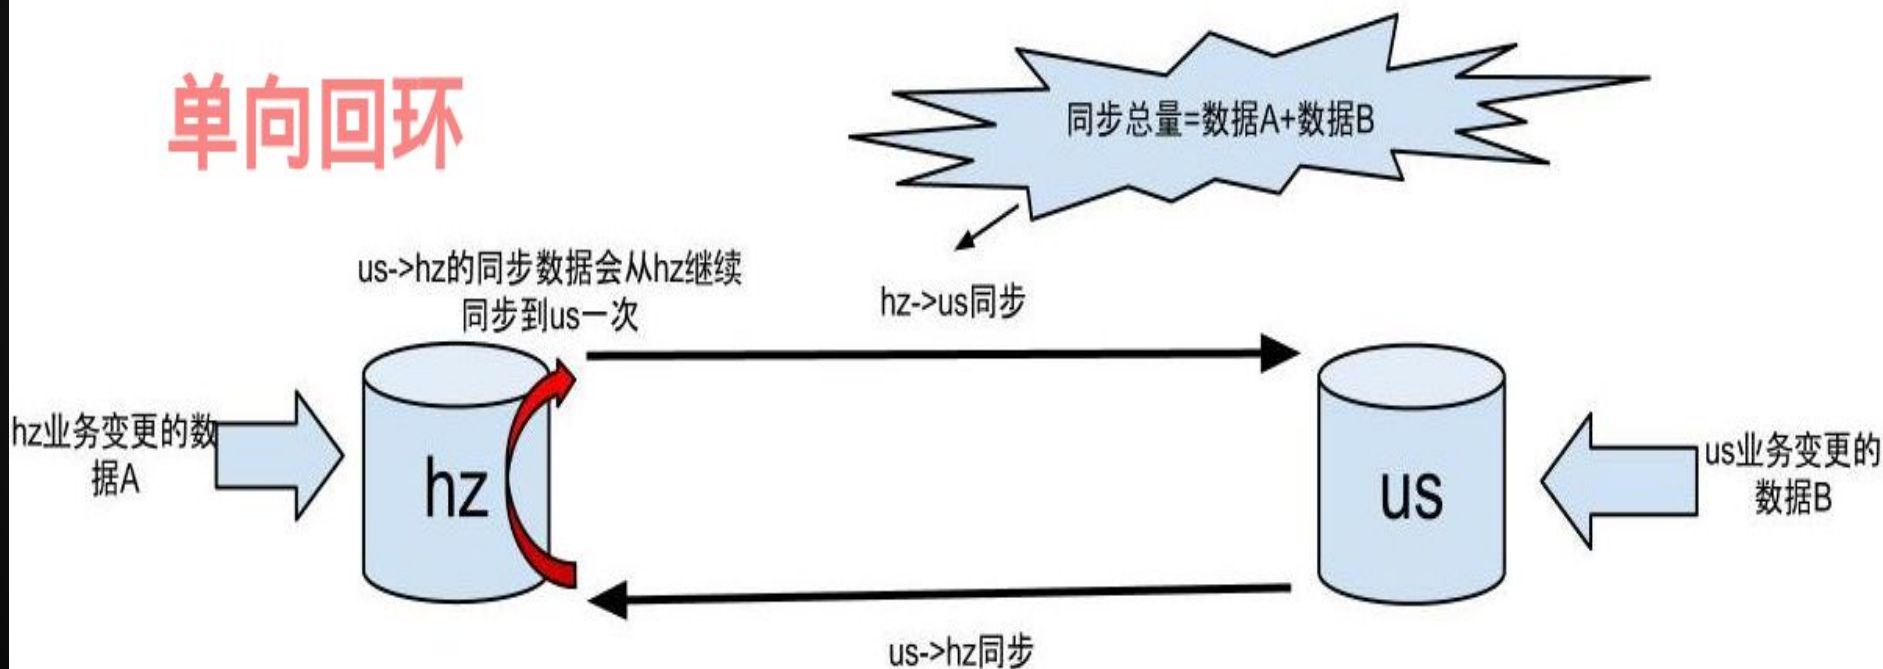 单向回环
同步总量=数据A+数据B
us->hz的同步数据会从hz继续
同步到us一次
hz->us同步
hz业务变更的数
据A
hz
us
us业务变更的
数据B
us->hz同步